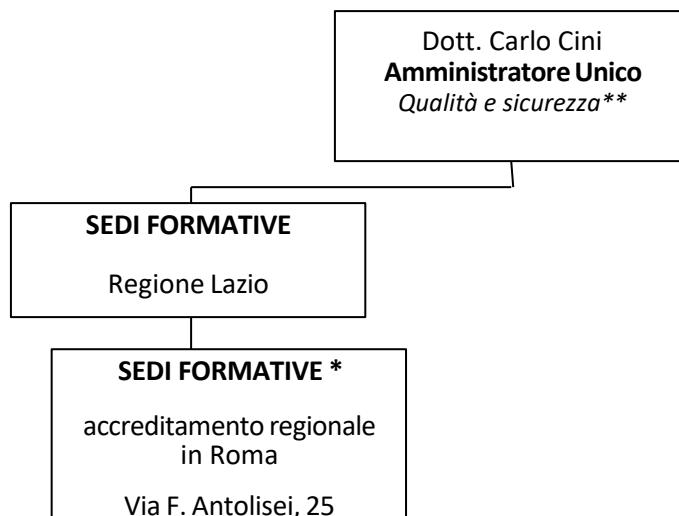 Dott. Carlo Cini
Amministratore Unico
Qualità e sicurezza**
SEDI FORMATIVE
Regione Lazio
SEDI FORMATIVE *
accreditamento regionale
in Roma
Via F. Antolisei, 25